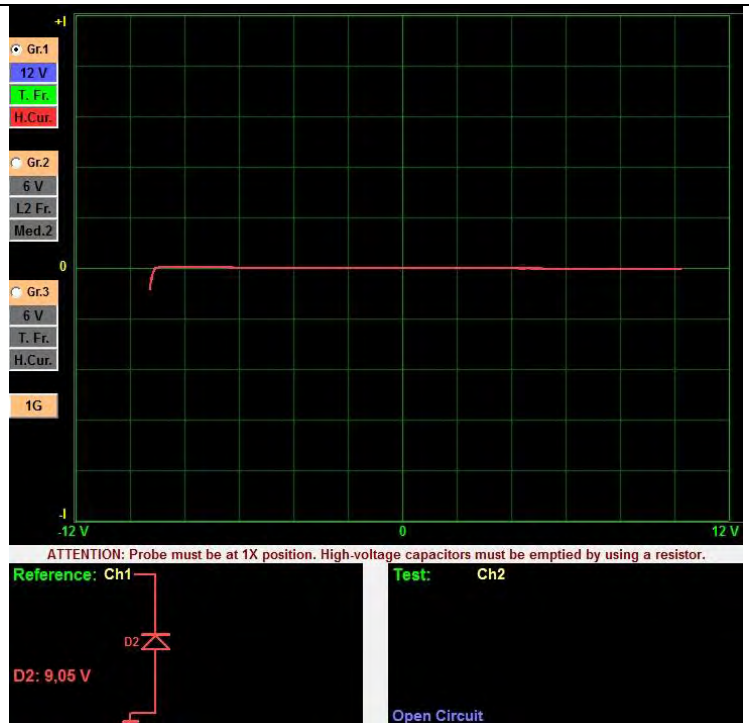 +I
Gr.1
12 V
T. Fr.
H.Cur.
Gr.2
6 V
L2 Fr.
Med.2
0
Gr.3
6 V
T. Fr.
H.Cur.
1G
-I
-12 V
0
12 V
ATTENTION: Probe must be at 1X position. High-voltage capacitors must be emptied by using a resistor.
Reference: Ch1
D2
D2: 9,05 V
Test: Ch2
Open Circuit